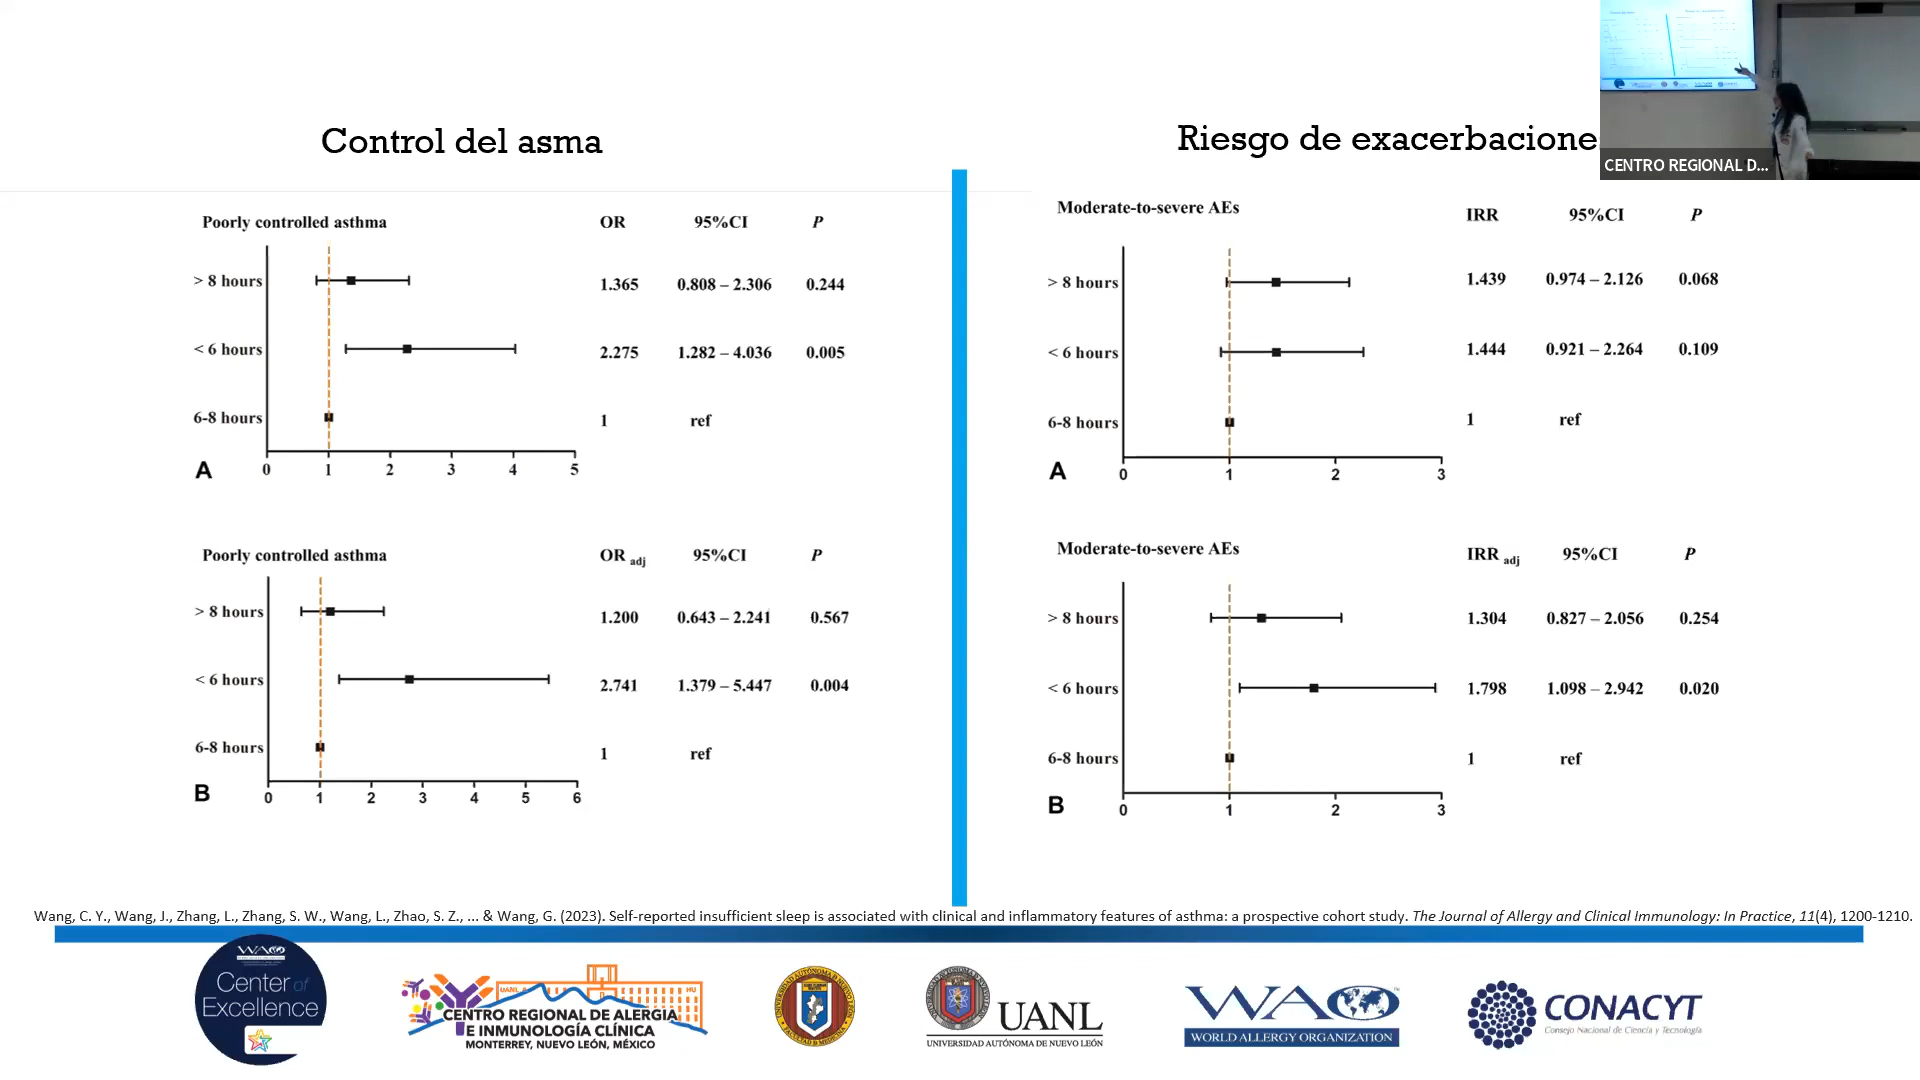 Control del asma
Riesgo de exacerbacione
CENTRO REGIONAL D...
Poorly controlled asthma OR 95%CI P
> 8 hours 1.365 0.808 – 2.306 0.244
< 6 hours 2.275 1.282 – 4.036 0.005
6-8 hours 1 ref
A 0 1 2 3 4 5
Poorly controlled asthma OR adj 95%CI P
> 8 hours 1.200 0.643 – 2.241 0.567
< 6 hours 2.741 1.379 – 5.447 0.004
6-8 hours 1 ref
B 0 1 2 3 4 5 6
Moderate-to-severe AEs IRR 95%CI P
> 8 hours 1.439 0.974 – 2.126 0.068
< 6 hours 1.444 0.921 – 2.264 0.109
6-8 hours 1 ref
A 0 1 2 3
Moderate-to-severe AEs IRR adj 95%CI P
> 8 hours 1.304 0.827 – 2.056 0.254
< 6 hours 1.798 1.098 – 2.942 0.020
6-8 hours 1 ref
B 0 1 2 3
Wang, C. Y., Wang, J., Zhang, L., Zhang, S. W., Wang, L., Zhao, S. Z., ... & Wang, G. (2023). Self-reported insufficient sleep is associated with clinical and inflammatory features of asthma: a prospective cohort study. The Journal of Allergy and Clinical Immunology: In Practice, 11(4), 1200-1210.
WAO
Center of
Excellence
UANL HU
CENTRO REGIONAL DE ALERGIA
E INMUNOLOGÍA CLÍNICA
MONTERREY, NUEVO LEÓN, MÉXICO
UANL
UNIVERSIDAD AUTÓNOMA DE NUEVO LEÓN
WAO
WORLD ALLERGY ORGANIZATION
CONACYT
Consejo Nacional de Ciencia y Tecnología